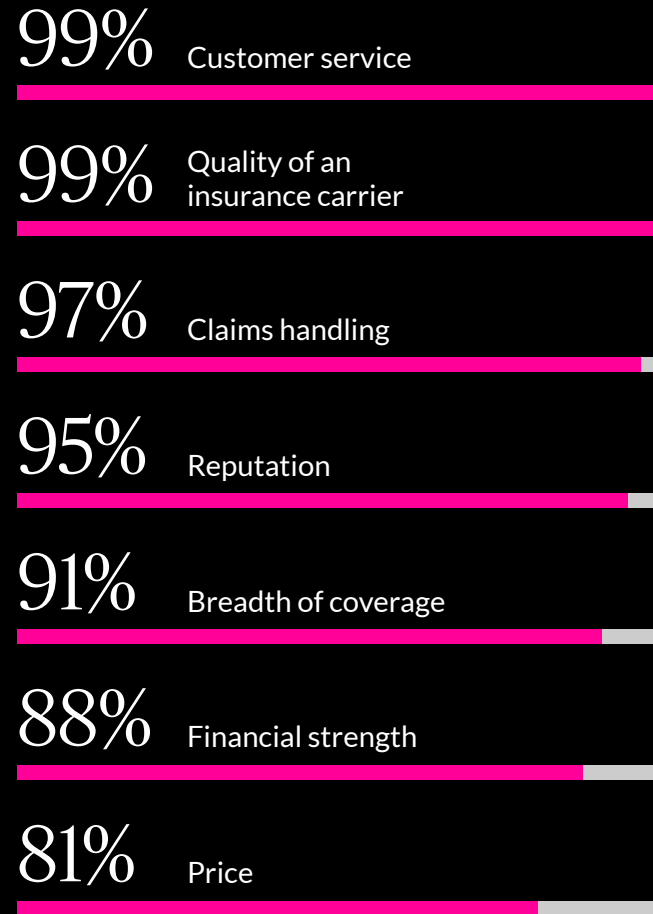 99% Customer service
99% Quality of an
insurance carrier
97% Claims handling
95% Reputation
91% Breadth of coverage
88% Financial strength
81% Price